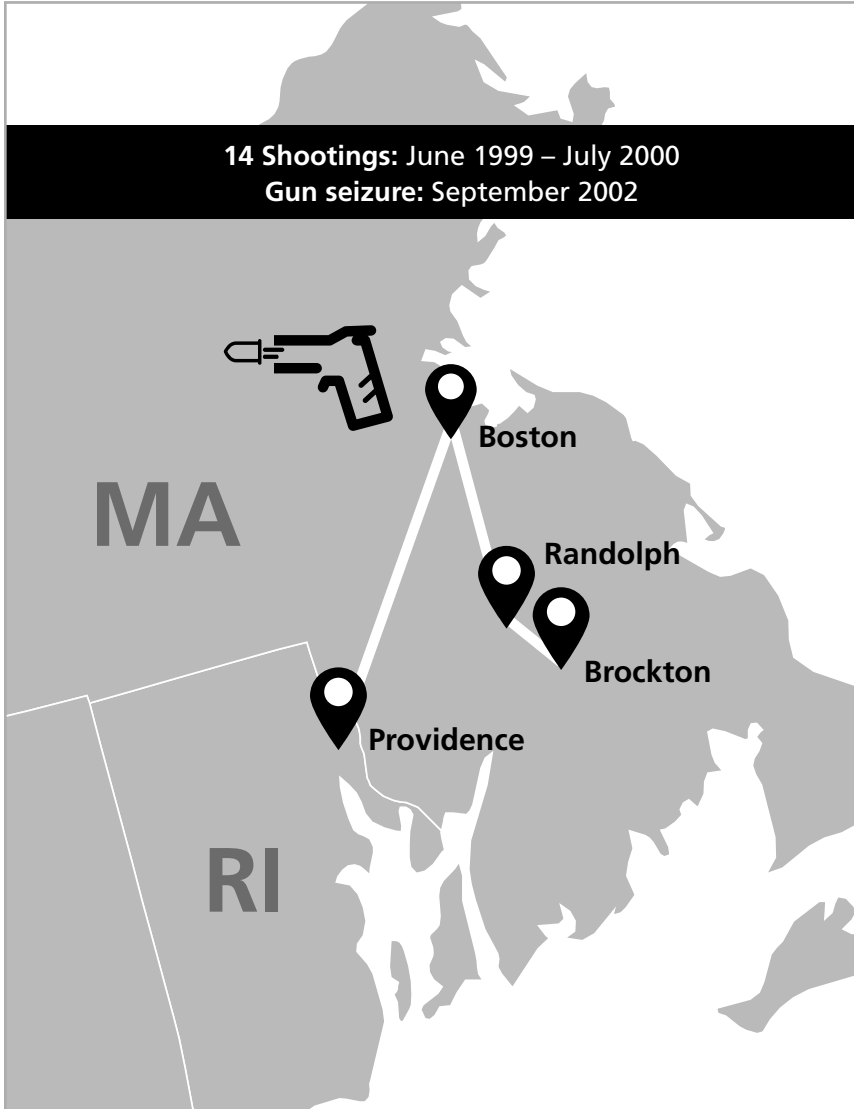 14 Shootings: June 1999 – July 2000
Gun seizure: September 2002
Boston
MA
Randolph
Brockton
Providence
RI